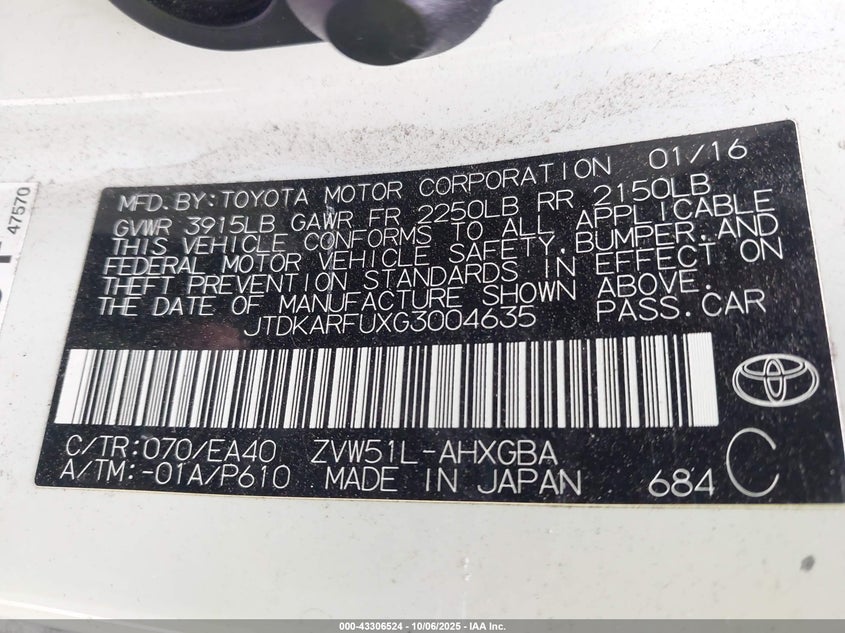 MFD. BY: TOYOTA MOTOR CORPORATION 01/16
GVWR 3915LB GAWR FR 2250LB RR 2150LB
THIS VEHICLE CONFORMS TO ALL APPLICABLE
FEDERAL MOTOR VEHICLE SAFETY, BUMPER, AND
THEFT PREVENTION STANDARDS IN EFFECT ON
THE DATE OF MANUFACTURE SHOWN ABOVE.
JTDKARFUXG3004635 PASS. CAR
C/TR: 070/EA40 ZVW51L-AHXGBA
A/TM: -01A/P610 MADE IN JAPAN 684 C
47570
000-43306524 | 10/06/2025 | IAA Inc.